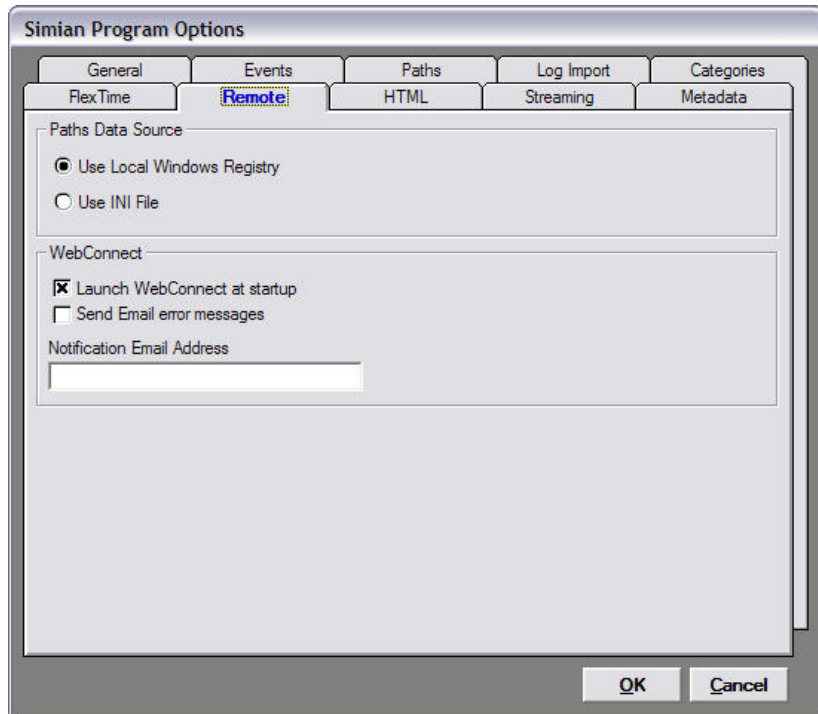 Simian Program Options
General Events Paths Log Import Categories
FlexTime Remote HTML Streaming Metadata
Paths Data Source
Use Local Windows Registry
Use INI File
WebConnect
Launch WebConnect at startup
Send Email error messages
Notification Email Address
OK Cancel